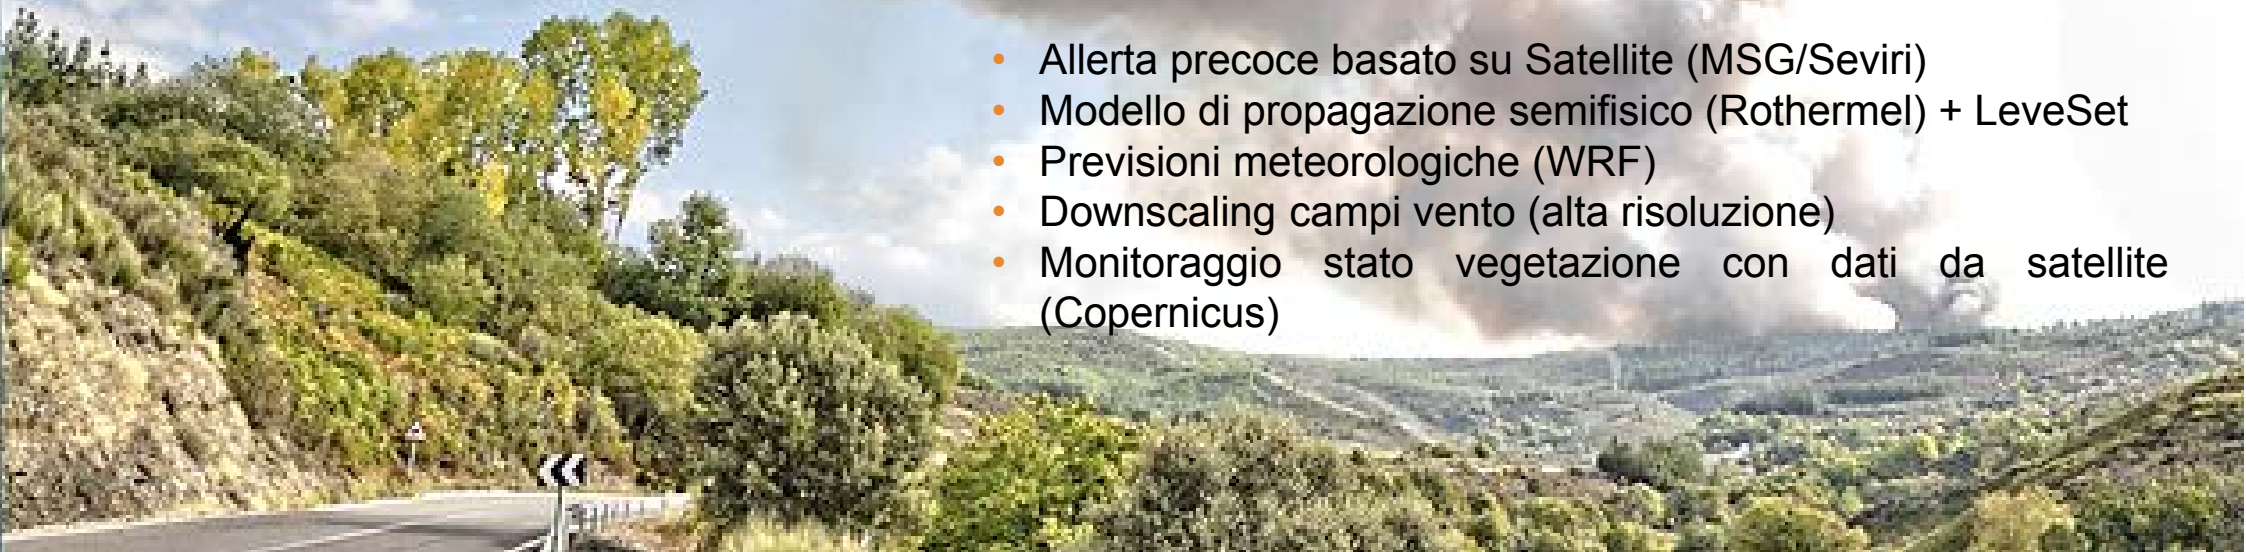 • Allerta precoce basato su Satellite (MSG/Seviri)
• Modello di propagazione semifisico (Rothermel) + LeveSet
• Previsioni meteorologiche (WRF)
• Downscaling campi vento (alta risoluzione)
• Monitoraggio stato vegetazione con dati da satellite
(Copernicus)